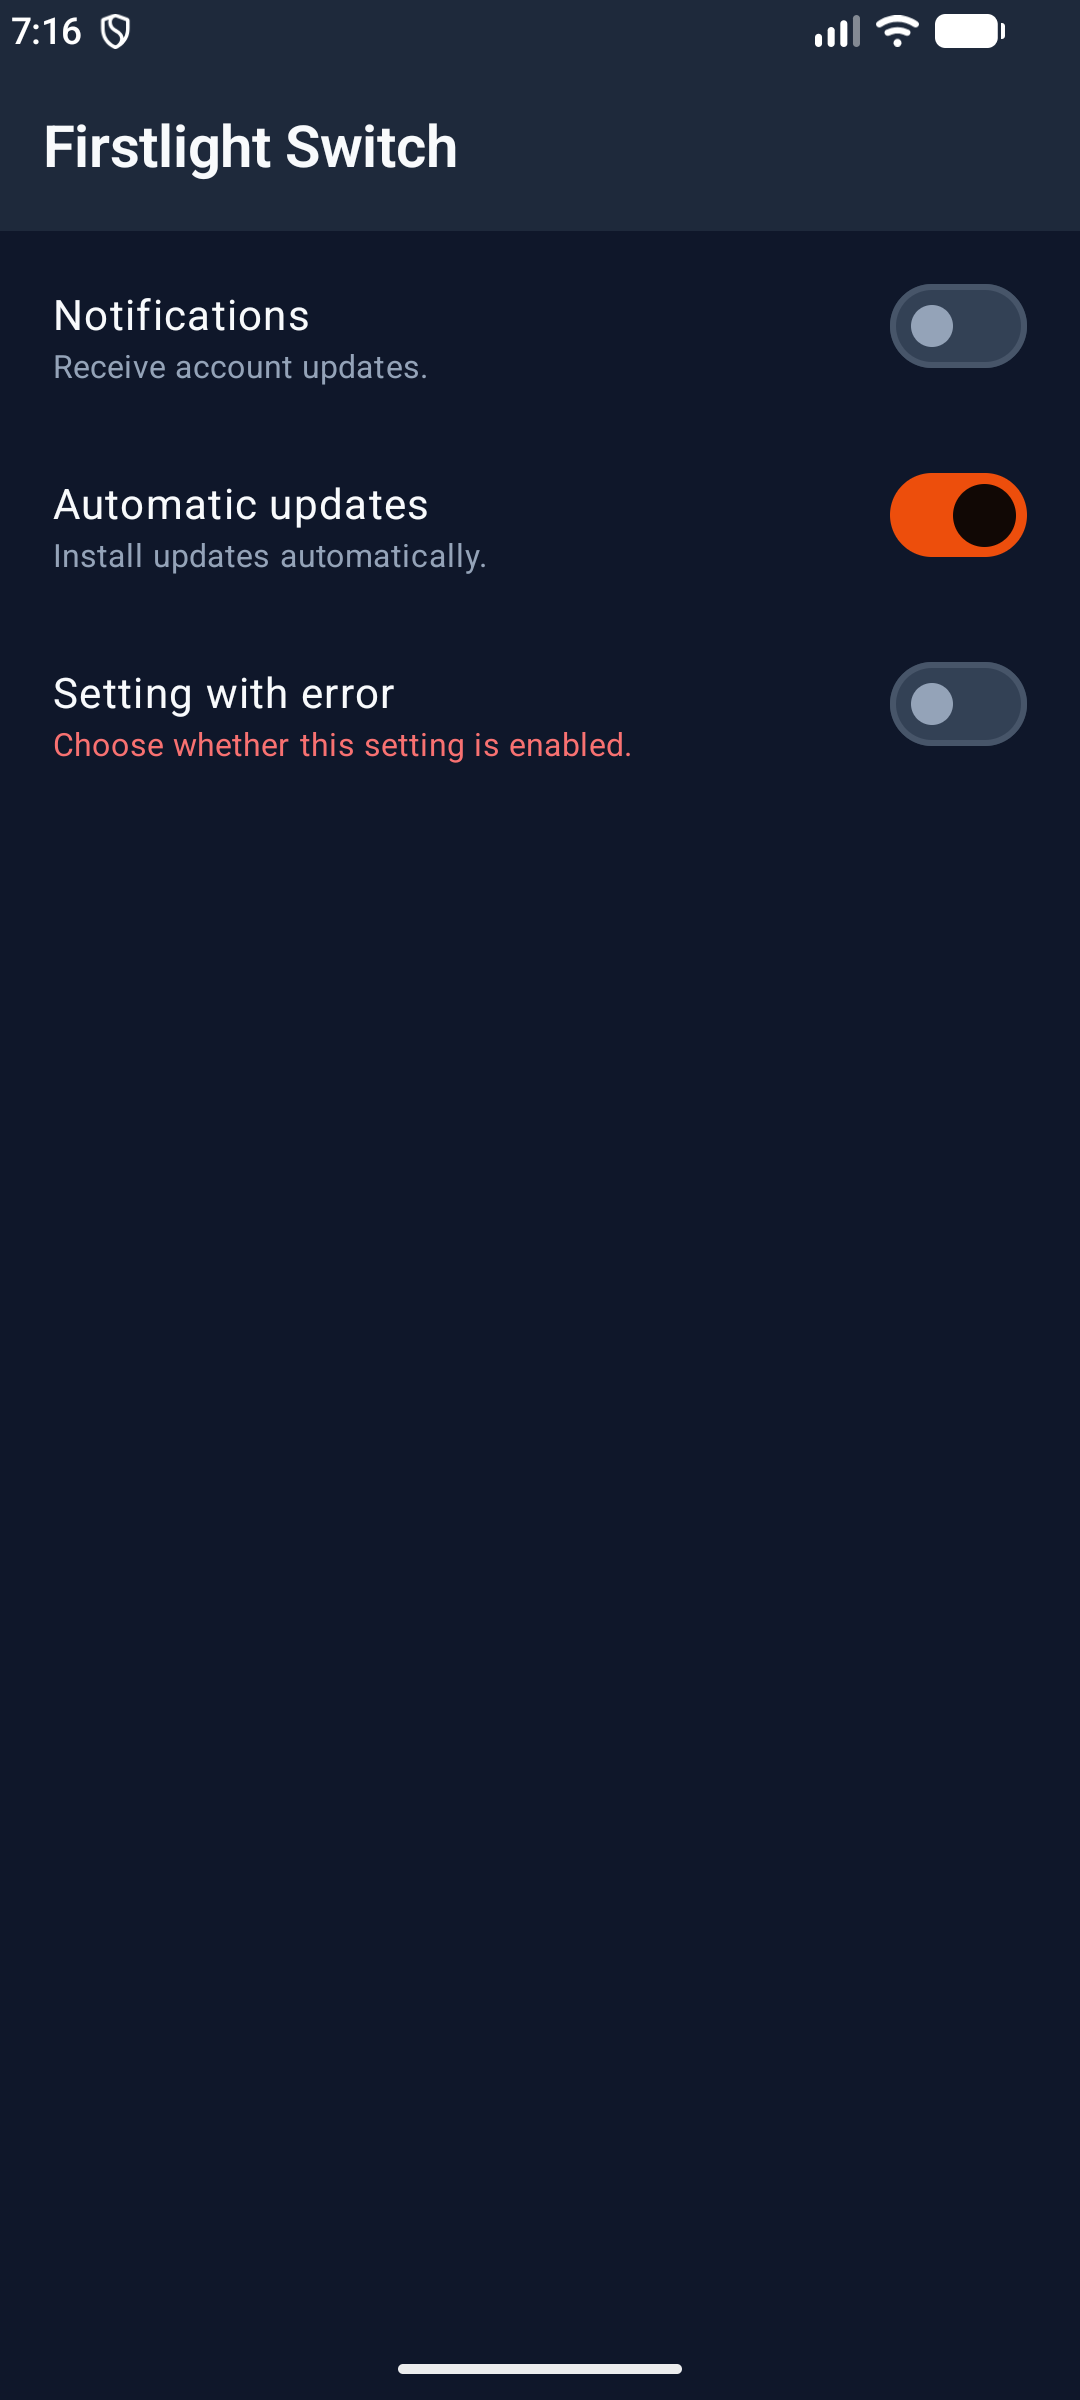 7:16
Firstlight Switch
Notifications
Receive account updates.
Automatic updates
Install updates automatically.
Setting with error
Choose whether this setting is enabled.